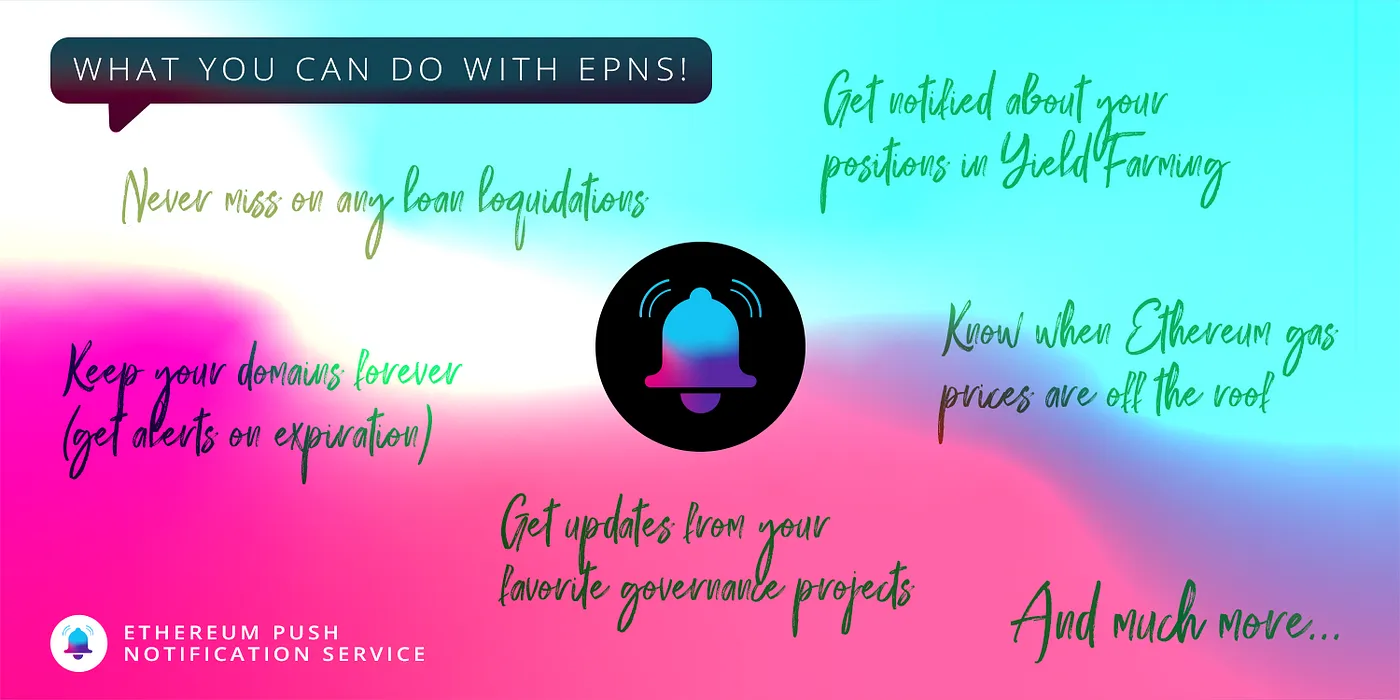 WHAT YOU CAN DO WITH EPNS!
Never miss on any loan loquidations
Get notified about your
positions in Yield Farming
Keep your domains forever
(get alerts on expiration)
Know when Ethereum gas
prices are off the roof
Get updates from your
favorite governance projects
And much more...
ETHEREUM PUSH
NOTIFICATION SERVICE